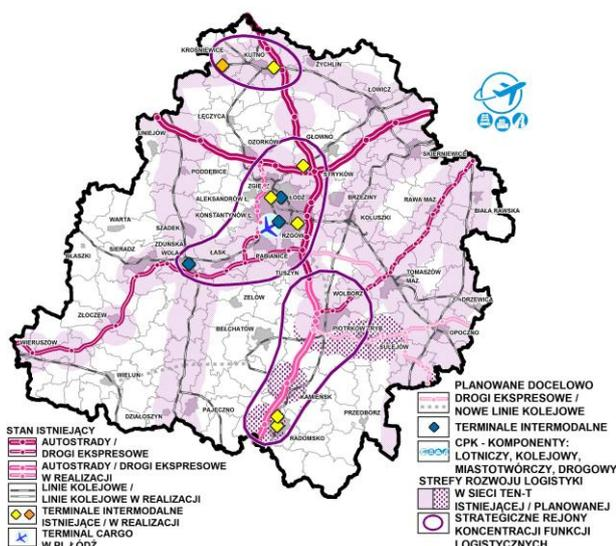 KROŚNIEWICE
KUTNO
ŻYCHLIN
ŁOWICZ
ŁĘCZYCA
UNIEJÓW
OZORKÓW
GŁOWNO
SKIERNIEWICE
STRYKÓW
PODDĘBICE
ZGIERZ
ALEKSANDRÓW Ł.
ŁÓDŹ
BRZEZINY
RAWA MAZ.
KONSTANTYNÓW Ł.
BIAŁA RAWSKA
WARTA
SZADEK
KOLUSZKI
RZGÓW
SIERADZ
ZDUŃSKA
WOLA
ŁASK
PABIANICE
BŁASZKI
TUSZYN
TOMASZÓW
MAZ.
ZELÓW
WOLBÓRZ
DRZEWICA
ZŁOCZEW
BEŁCHATÓW
PIOTRKÓW TRYB.
OPOCZNO
SULEJÓW
WIERUSZÓW
WIELUŃ
KAMIEŃSK
PAJĘCZNO
DZIAŁOSZYN
PRZEDBÓRZ
RADOMSKO
STAN ISTNIEJĄCY
AUTOSTRADY /
DROGI EKSPRESOWE
AUTOSTRADY / DROGI EKSPRESOWE
W REALIZACJI
LINIE KOLEJOWE /
LINIE KOLEJOWE W REALIZACJI
TERMINALE INTERMODALNE
ISTNIEJĄCE / W REALIZACJI
TERMINAL CARGO
W PL ŁÓDŹ
PLANOWANE DOCELOWO
DROGI EKSPRESOWE /
NOWE LINIE KOLEJOWE
TERMINALE INTERMODALNE
CPK - KOMPONENTY:
LOTNICZY, KOLEJOWY,
MIASTOTWÓRCZY, DROGOWY
STREFY ROZWOJU LOGISTYKI
W SIECI TEN-T
ISTNIEJĄCEJ / PLANOWANEJ
STRATEGICZNE REJONY
KONCENTRACJI FUNKCJI
LOGISTYCZNYCH